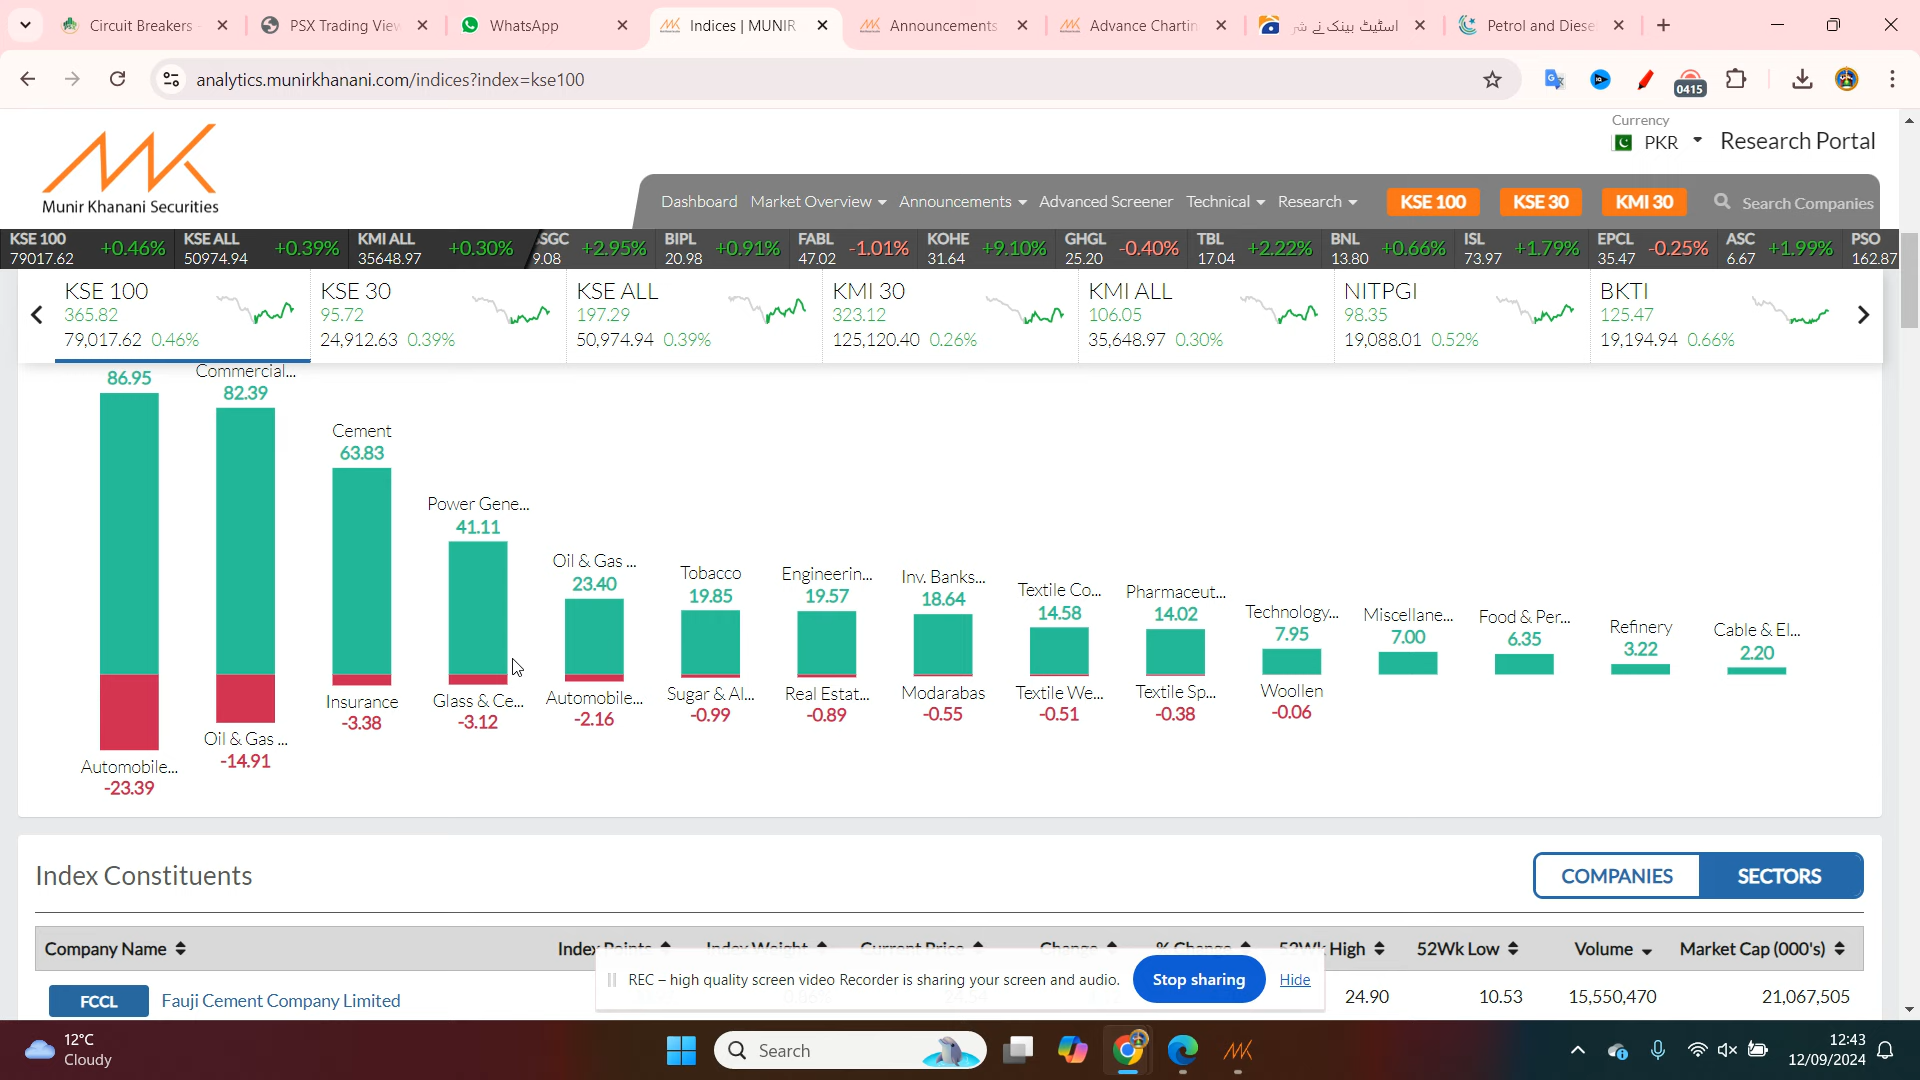 Circuit Breakers
PSX Trading View
WhatsApp
Indices | MUNIR
Announcements
Advance Chartin
اسٹیٹ بینک نے شر
Petrol and Diese
analytics.munirkhanani.com/indices?index=kse100
0415
Munir Khanani Securities
Currency
PKR
Research Portal
Dashboard Market Overview Announcements Advanced Screener Technical Research KSE 100 KSE 30 KMI 30 Search Companies
KSE 100 79017.62 +0.46%
KSE ALL 50974.94 +0.39%
KMI ALL 35648.97 +0.30%
SGC 9.08 +2.95%
BIPL 20.98 +0.91%
FABL 47.02 -1.01%
KOHE 31.64 +9.10%
GHGL 25.20 -0.40%
TBL 17.04 +2.22%
BNL 13.80 +0.66%
ISL 73.97 +1.79%
EPCL 35.47 -0.25%
ASC 6.67 +1.99%
PSO 162.87
KSE 100
365.82
79,017.62 0.46%
KSE 30
95.72
24,912.63 0.39%
KSE ALL
197.29
50,974.94 0.39%
KMI 30
323.12
125,120.40 0.26%
KMI ALL
106.05
35,648.97 0.30%
NITPGI
98.35
19,088.01 0.52%
BKTI
125.47
19,194.94 0.66%
86.95
Commercial...
82.39
Cement
63.83
Power Gene...
41.11
Oil & Gas ...
23.40
Tobacco
19.85
Engineerin...
19.57
Inv. Banks...
18.64
Textile Co...
14.58
Pharmaceut...
14.02
Technology...
7.95
Miscellane...
7.00
Food & Per...
6.35
Refinery
3.22
Cable & El...
2.20
Automobile...
-23.39
Oil & Gas ...
-14.91
Insurance
-3.38
Glass & Ce...
-3.12
Automobile...
-2.16
Sugar & Al...
-0.99
Real Estat...
-0.89
Modarabas
-0.55
Textile We...
-0.51
Textile Sp...
-0.38
Woollen
-0.06
Index Constituents
COMPANIES SECTORS
Company Name Index Points Index Weight Current Price Change % Change 52Wk High 52Wk Low Volume Market Cap (000's)
FCCL Fauji Cement Company Limited 24.90 10.53 15,550,470 21,067,505
REC – high quality screen video Recorder is sharing your screen and audio. Stop sharing Hide
12°C
Cloudy
Search
12:43
12/09/2024